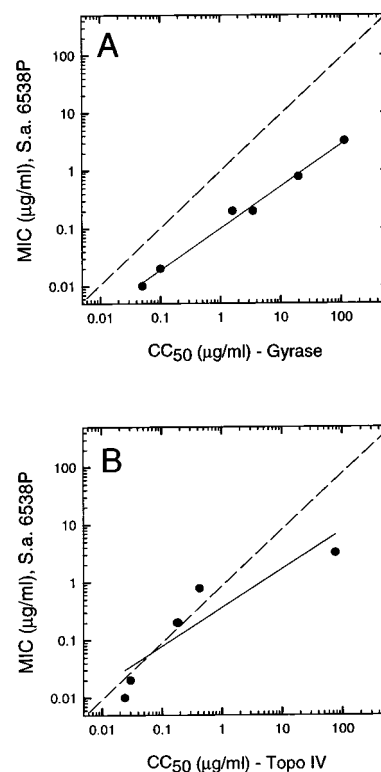 A
MIC (µg/ml), S.a. 6538P
100
10
1
0.1
0.01
0.01 0.1 1 10 100
CC50 (µg/ml) - Gyrase
B
MIC (µg/ml), S.a. 6538P
100
10
1
0.1
0.01
0.01 0.1 1 10 100
CC50 (µg/ml) - Topo IV